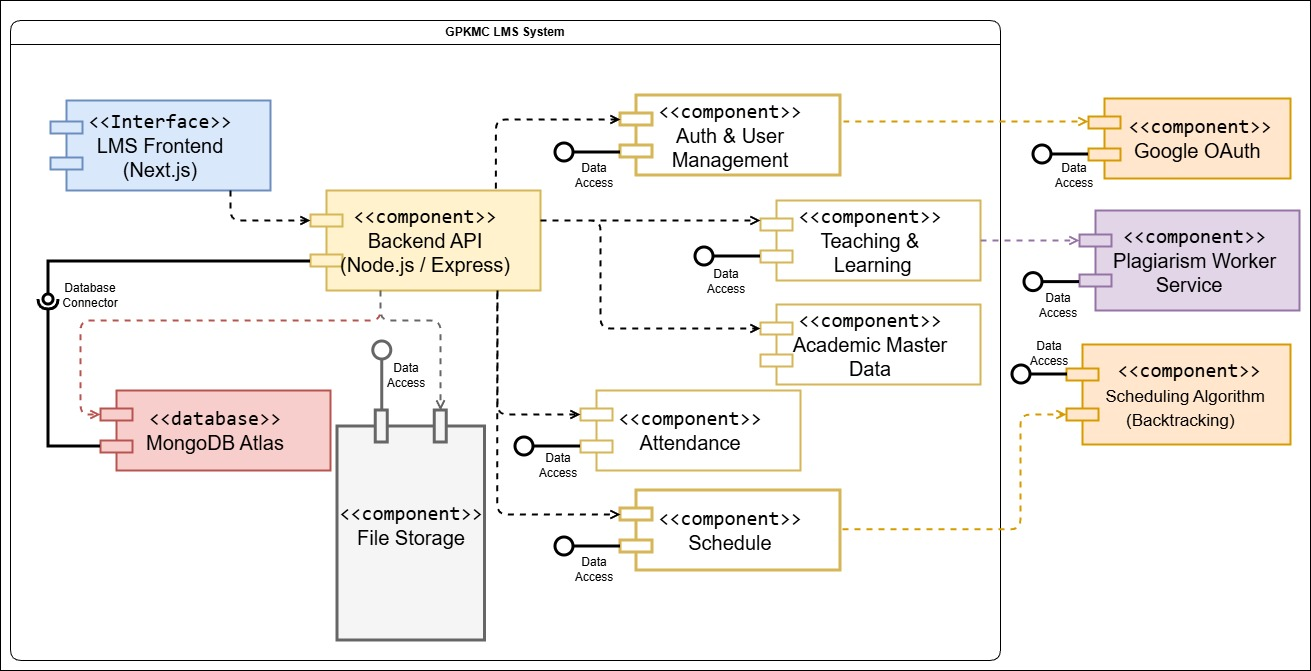 GPKMC LMS System
<<Interface>>
LMS Frontend
(Next.js)
<<component>>
Auth & User
Management
Data
Access
<<component>>
Google OAuth
Data
Access
<<component>>
Backend API
(Node.js / Express)
<<component>>
Teaching &
Learning
Data
Access
<<component>>
Plagiarism Worker
Service
Data
Access
Database
Connector
<<component>>
Academic Master
Data
Data
Access
<<component>>
Scheduling Algorithm
(Backtracking)
Data
Access
<<database>>
MongoDB Atlas
<<component>>
Attendance
Data
Access
<<component>>
File Storage
<<component>>
Schedule
Data
Access